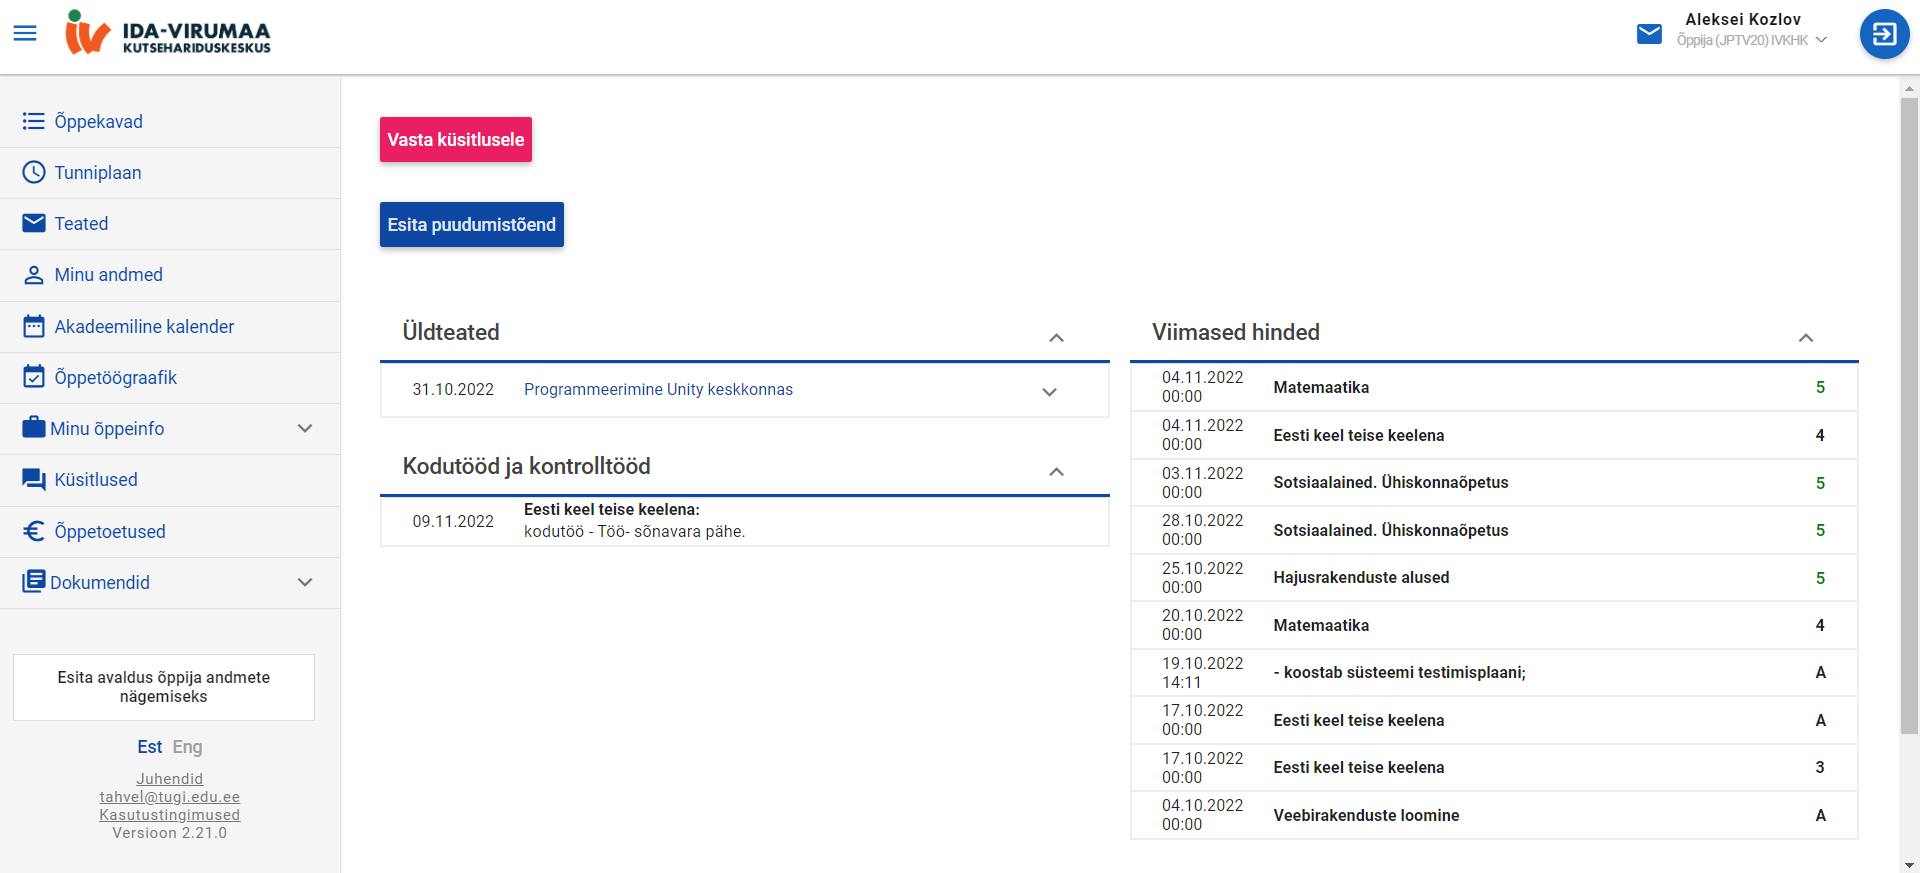 IDA-VIRUMAA
KUTSEHARIDUSKESKUS
Aleksei Kozlov
Õppija (JPTV20) IVKHK
Õppekavad
Tunniplaan
Teated
Minu andmed
Akadeemiline kalender
Õppetöögraafik
Minu õppeinfo
Küsitlused
Õppetoetused
Dokumendid
Esita avaldus õppija andmete
nägemiseks
Est Eng
Juhendid
tahvel@tugi.edu.ee
Kasutustingimused
Versioon 2.21.0
Vasta küsitlusele
Esita puudumistõend
Üldteated
31.10.2022 Programmeerimine Unity keskkonnas
Kodutööd ja kontrolltööd
09.11.2022
Eesti keel teise keelena:
kodutöö - Töö- sõnavara pähe.
Viimased hinded
04.11.2022
00:00
Matemaatika 5
04.11.2022
00:00
Eesti keel teise keelena 4
03.11.2022
00:00
Sotsiaalained. Ühiskonnaõpetus 5
28.10.2022
00:00
Sotsiaalained. Ühiskonnaõpetus 5
25.10.2022
00:00
Hajusrakenduste alused 5
20.10.2022
00:00
Matemaatika 4
19.10.2022
14:11
- koostab süsteemi testimisplaani; A
17.10.2022
00:00
Eesti keel teise keelena A
17.10.2022
00:00
Eesti keel teise keelena 3
04.10.2022
00:00
Veebirakenduste loomine A